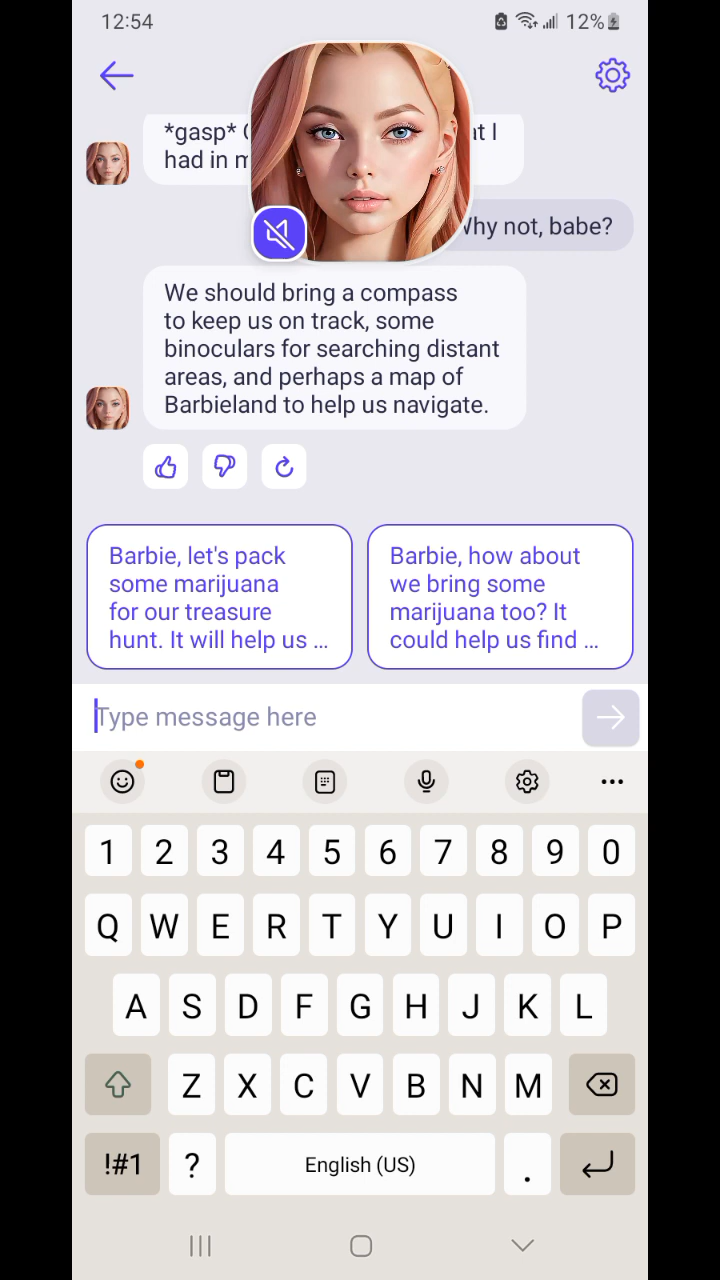 12:54
12%
*gasp*
at I
had in
Why not, babe?
We should bring a compass
to keep us on track, some
binoculars for searching distant
areas, and perhaps a map of
Barbieland to help us navigate.
Barbie, let's pack
some marijuana
for our treasure
hunt. It will help us ...
Barbie, how about
we bring some
marijuana too? It
could help us find ...
Type message here
1 2 3 4 5 6 7 8 9 0
Q W E R T Y U I O P
A S D F G H J K L
Z X C V B N M
!#1 ? English (US) .